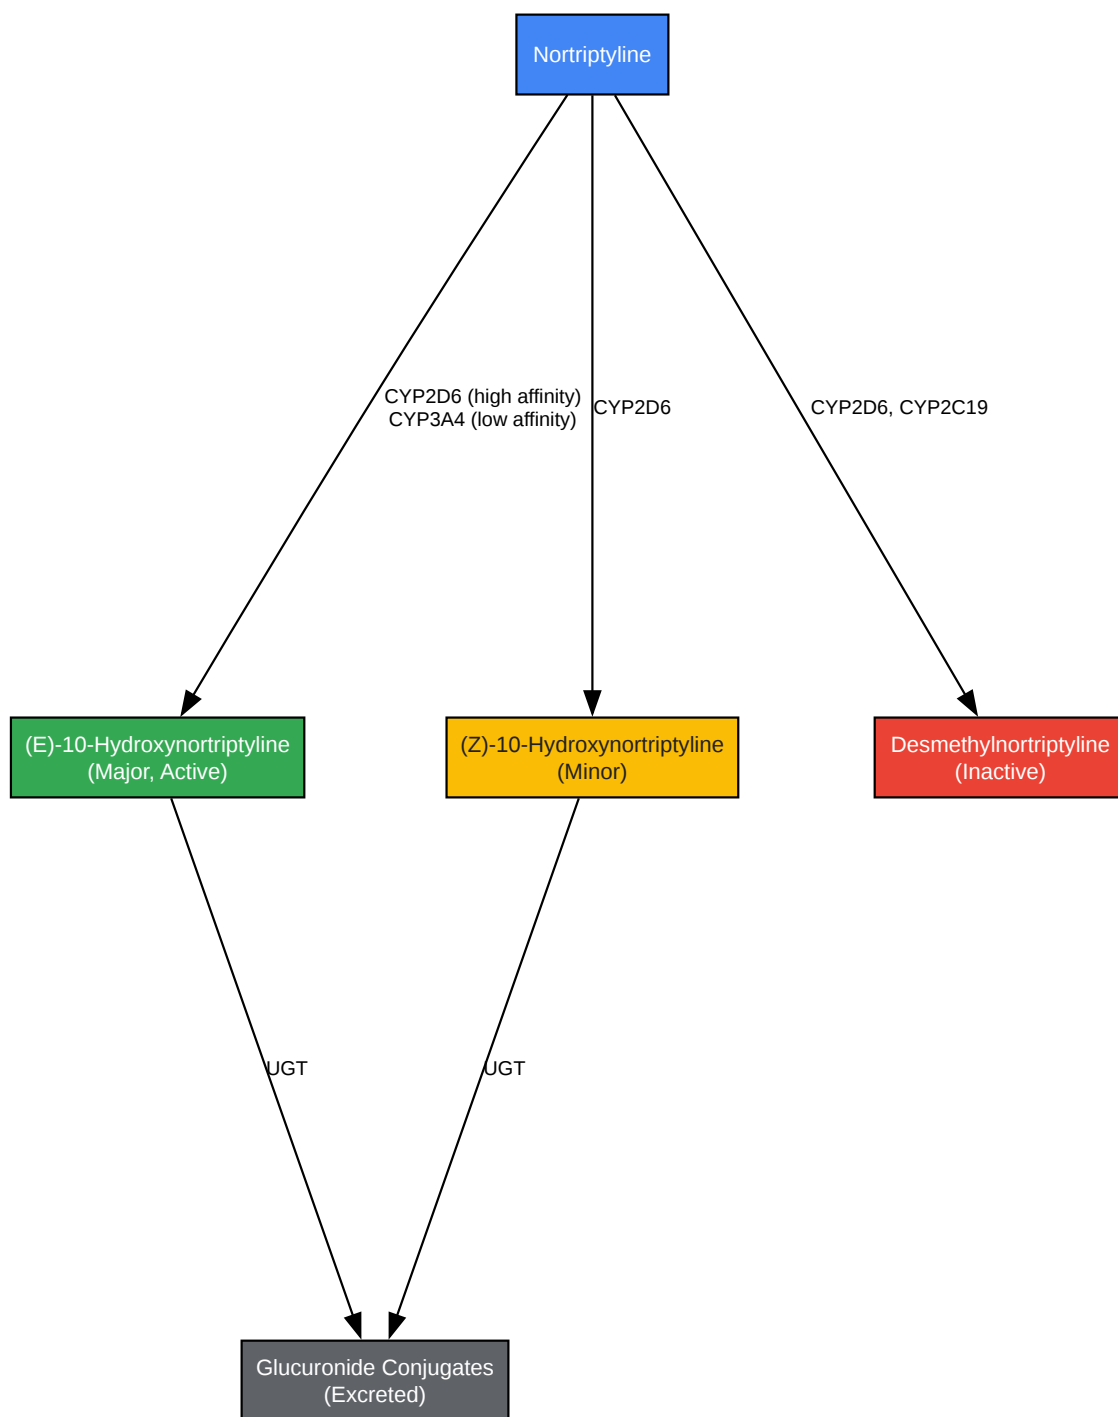 Nortriptyline
CYP2D6 (high affinity)
CYP3A4 (low affinity)
CYP2D6
CYP2D6, CYP2C19
(E)-10-Hydroxynortriptyline
(Major, Active)
(Z)-10-Hydroxynortriptyline
(Minor)
Desmethylnortriptyline
(Inactive)
UGT
UGT
Glucuronide Conjugates
(Excreted)